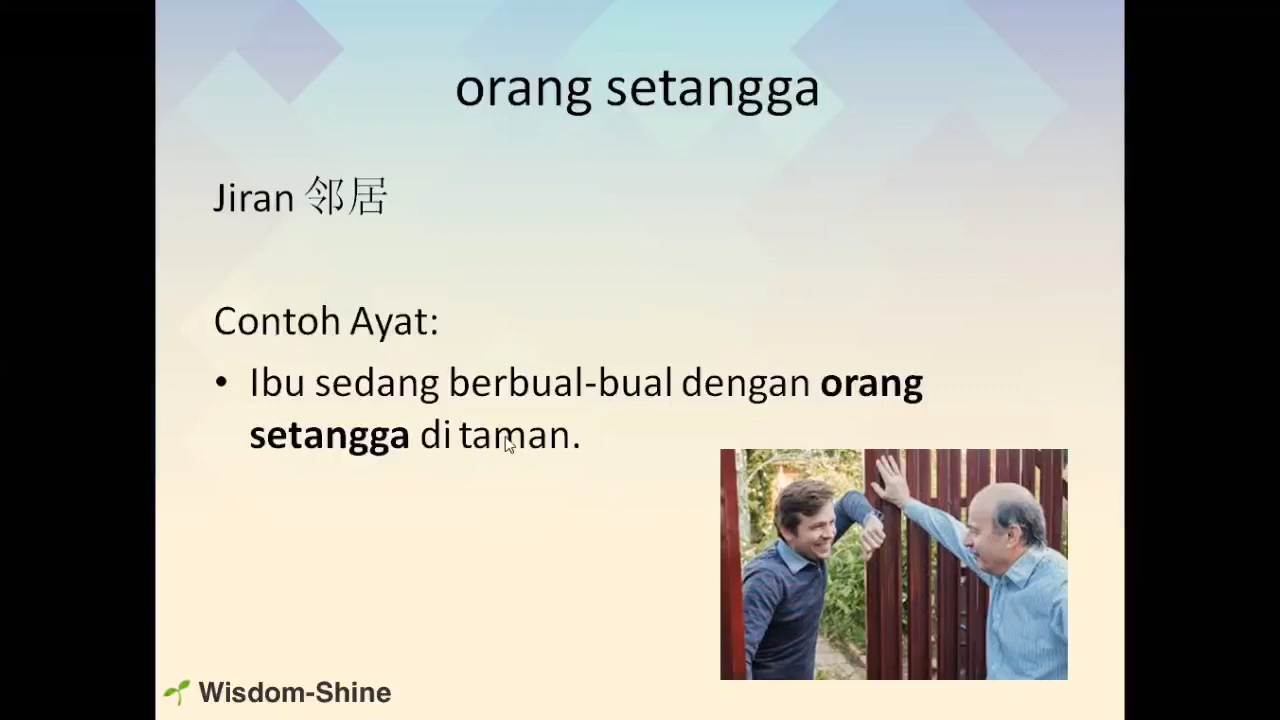 orang setangga
Jiran 邻居
Contoh Ayat:
• Ibu sedang berbual-bual dengan orang
setangga di taman.
Wisdom-Shine